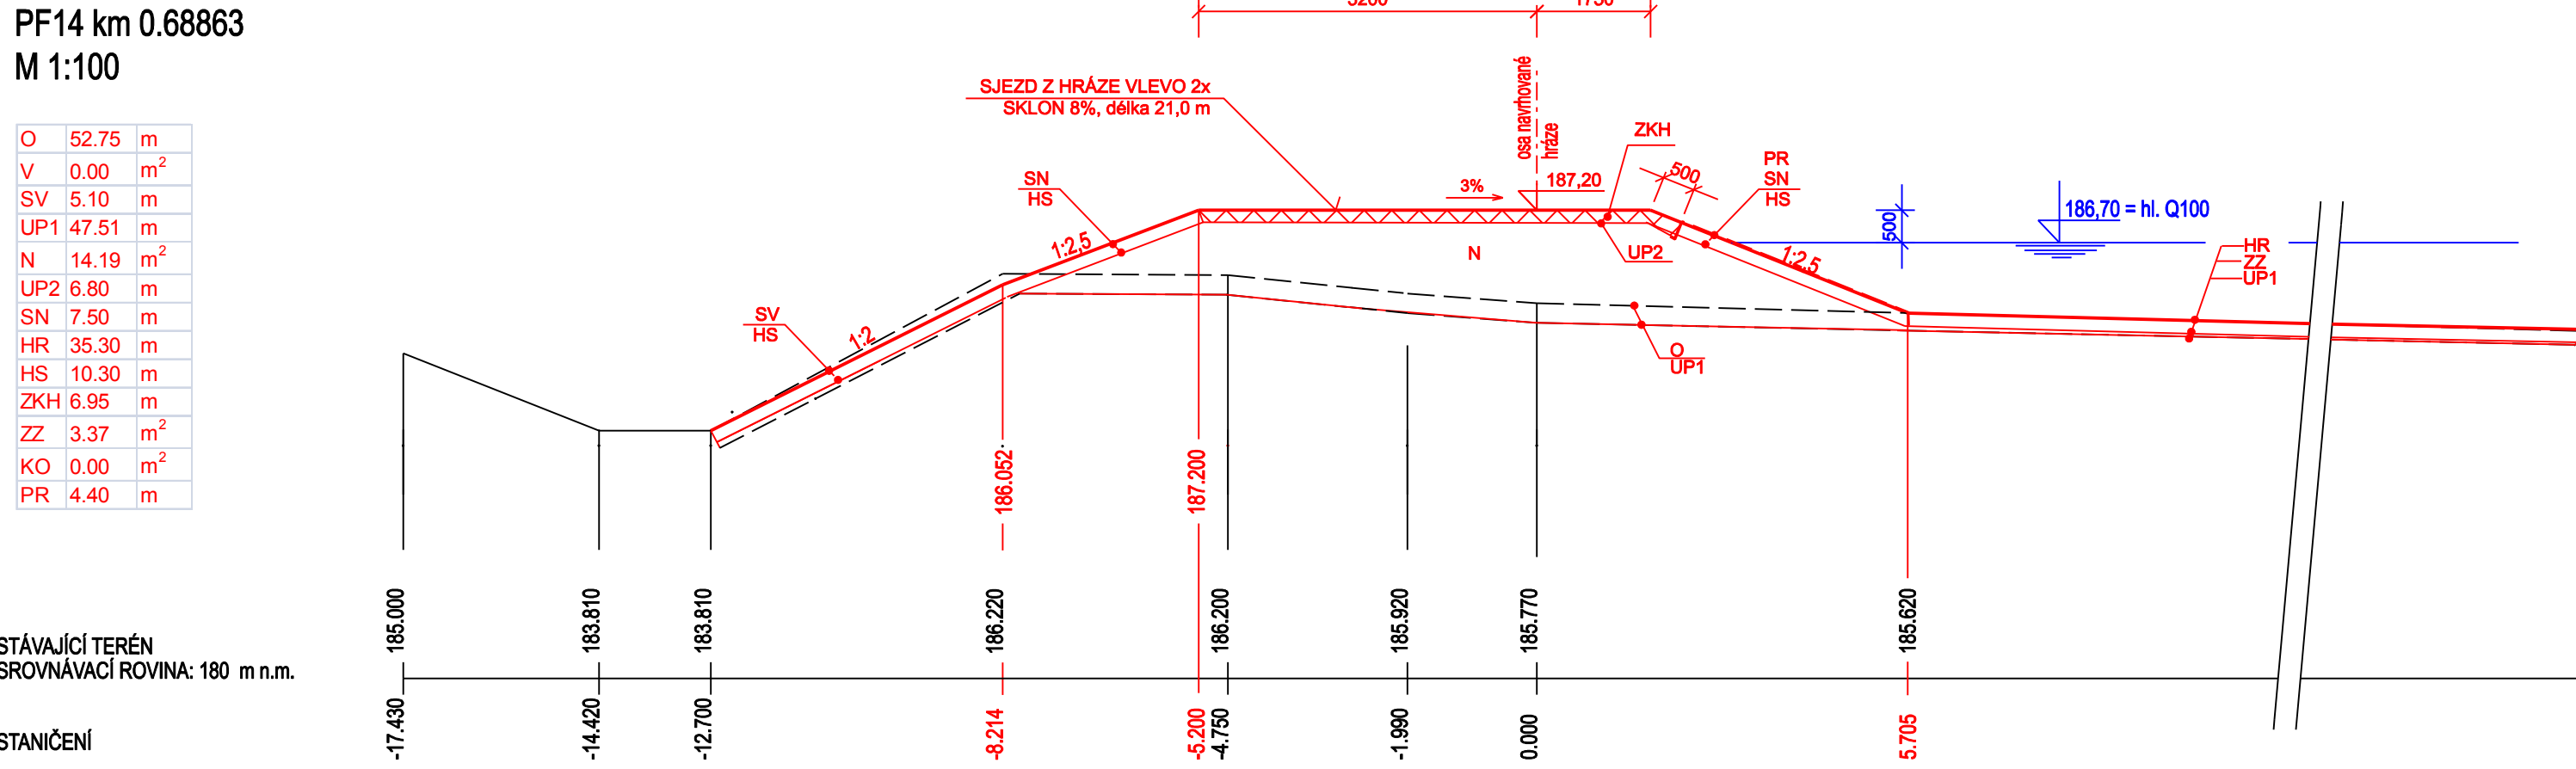 PF14 km 0.68863
M 1:100
O 52.75 m
V 0.00 m²
SV 5.10 m
UP1 47.51 m
N 14.19 m²
UP2 6.80 m
SN 7.50 m
HR 35.30 m
HS 10.30 m
ZKH 6.95 m
ZZ 3.37 m²
KO 0.00 m²
PR 4.40 m
SJEZD Z HRÁZE VLEVO 2x
SKLON 8%, délka 21,0 m
osa navrhované
hráze
ZKH
500
PR
SN
HS
SN
HS
3%
187,20
186,70 = hl. Q100
500
1:2,5
UP2
N
1:2,5
HR
ZZ
UP1
SV
HS
1:2
O
UP1
186.052
187.200
185.000
183.810
183.810
186.220
186.200
185.920
185.770
185.620
STÁVAJÍCÍ TERÉN
SROVNÁVACÍ ROVINA: 180 m n.m.
STANIČENÍ
-17.430
-14.420
-12.700
-8.214
-5.200
-4.750
-1.990
0.000
5.705